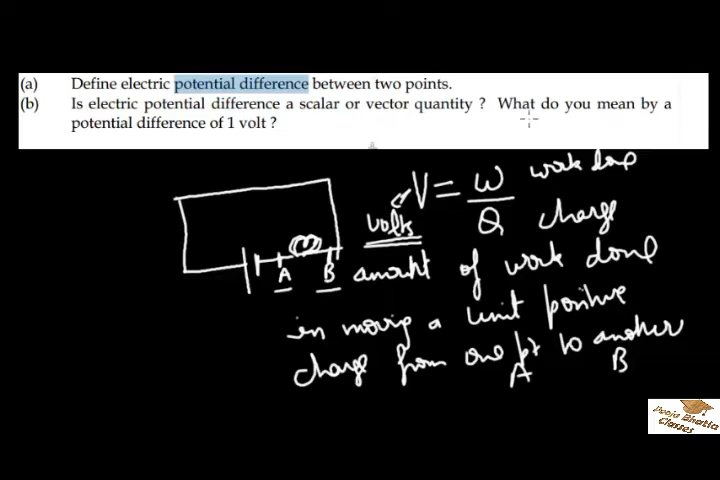 (a) Define electric potential difference between two points.
(b) Is electric potential difference a scalar or vector quantity ? What do you mean by a
potential difference of 1 volt ?
V = W work done
Q charge
volts
A B amount of work done
in moving a unit positive
charge from one pt to another
A B
Pooja Bhatia
Classes